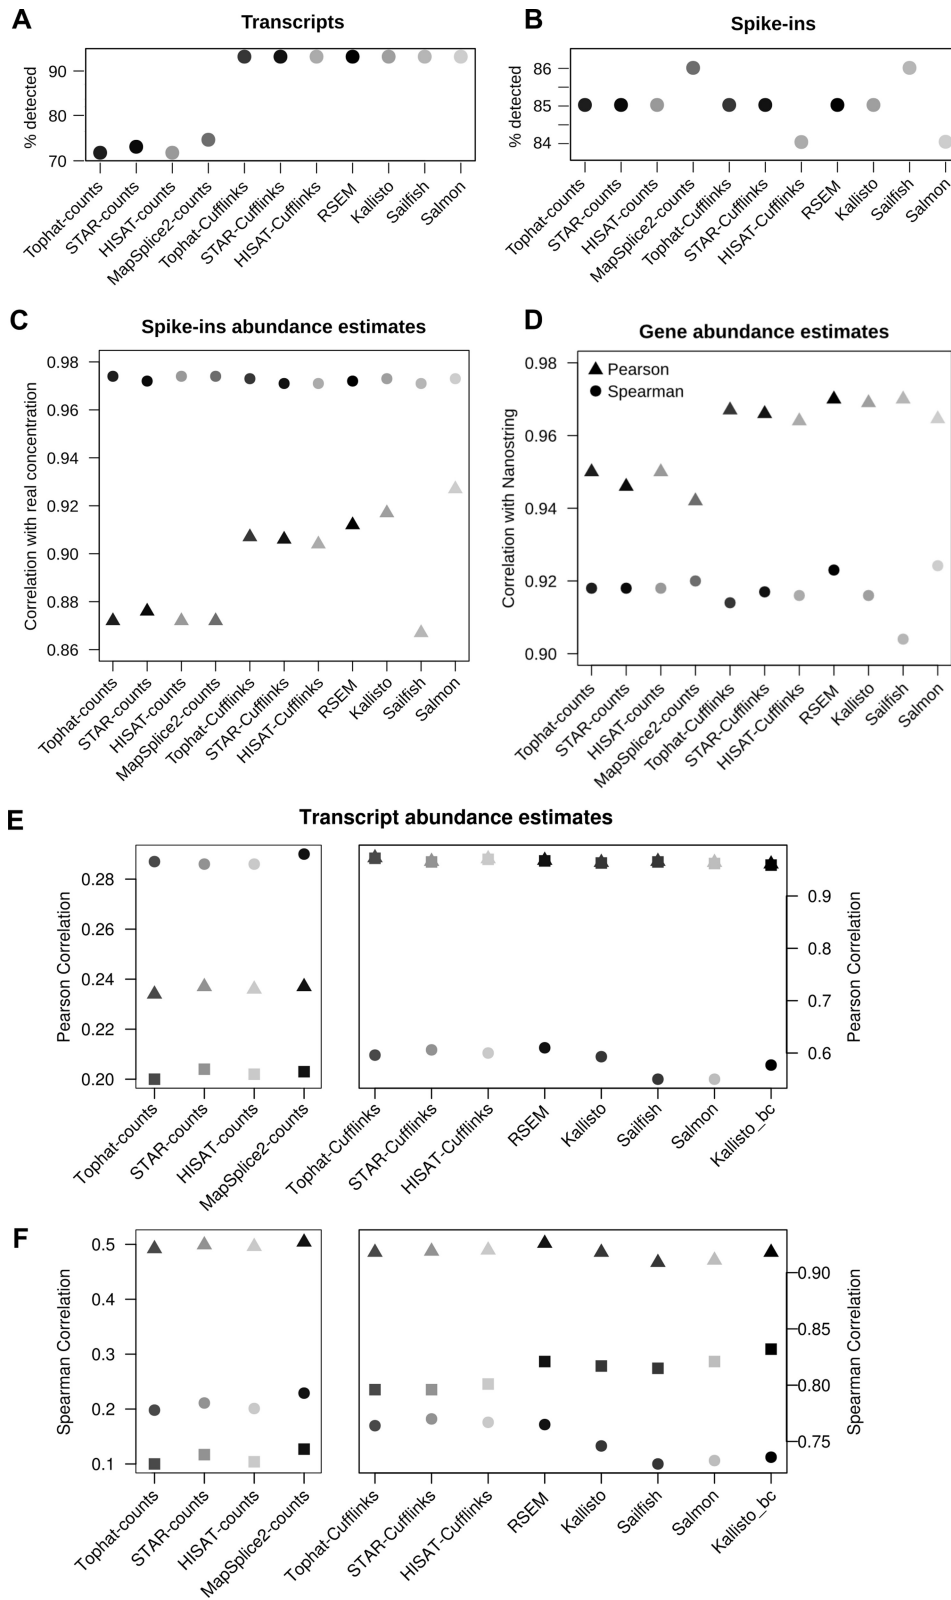 A
Transcripts
% detected
90
80
70
Tophat-counts
STAR-counts
HISAT-counts
MapSplice2-counts
Tophat-Cufflinks
STAR-Cufflinks
HISAT-Cufflinks
RSEM
Kallisto
Sailfish
Salmon
B
Spike-ins
% detected
86
85
84
Tophat-counts
STAR-counts
HISAT-counts
MapSplice2-counts
Tophat-Cufflinks
STAR-Cufflinks
HISAT-Cufflinks
RSEM
Kallisto
Sailfish
Salmon
C
Spike-ins abundance estimates
Correlation with real concentration
0.98
0.96
0.94
0.92
0.90
0.88
0.86
Tophat-counts
STAR-counts
HISAT-counts
MapSplice2-counts
Tophat-Cufflinks
STAR-Cufflinks
HISAT-Cufflinks
RSEM
Kallisto
Sailfish
Salmon
D
Gene abundance estimates
Pearson
Spearman
Correlation with Nanostring
0.98
0.96
0.94
0.92
0.90
Tophat-counts
STAR-counts
HISAT-counts
MapSplice2-counts
Tophat-Cufflinks
STAR-Cufflinks
HISAT-Cufflinks
RSEM
Kallisto
Sailfish
Salmon
E
Transcript abundance estimates
Pearson Correlation
0.28
0.26
0.24
0.22
0.20
Tophat-counts
STAR-counts
HISAT-counts
MapSplice2-counts
0.9
0.8
0.7
0.6
Pearson Correlation
Tophat-Cufflinks
STAR-Cufflinks
HISAT-Cufflinks
RSEM
Kallisto
Sailfish
Salmon
Kallisto_bc
F
Spearman Correlation
0.5
0.4
0.3
0.2
0.1
Tophat-counts
STAR-counts
HISAT-counts
MapSplice2-counts
0.90
0.85
0.80
0.75
Spearman Correlation
Tophat-Cufflinks
STAR-Cufflinks
HISAT-Cufflinks
RSEM
Kallisto
Sailfish
Salmon
Kallisto_bc